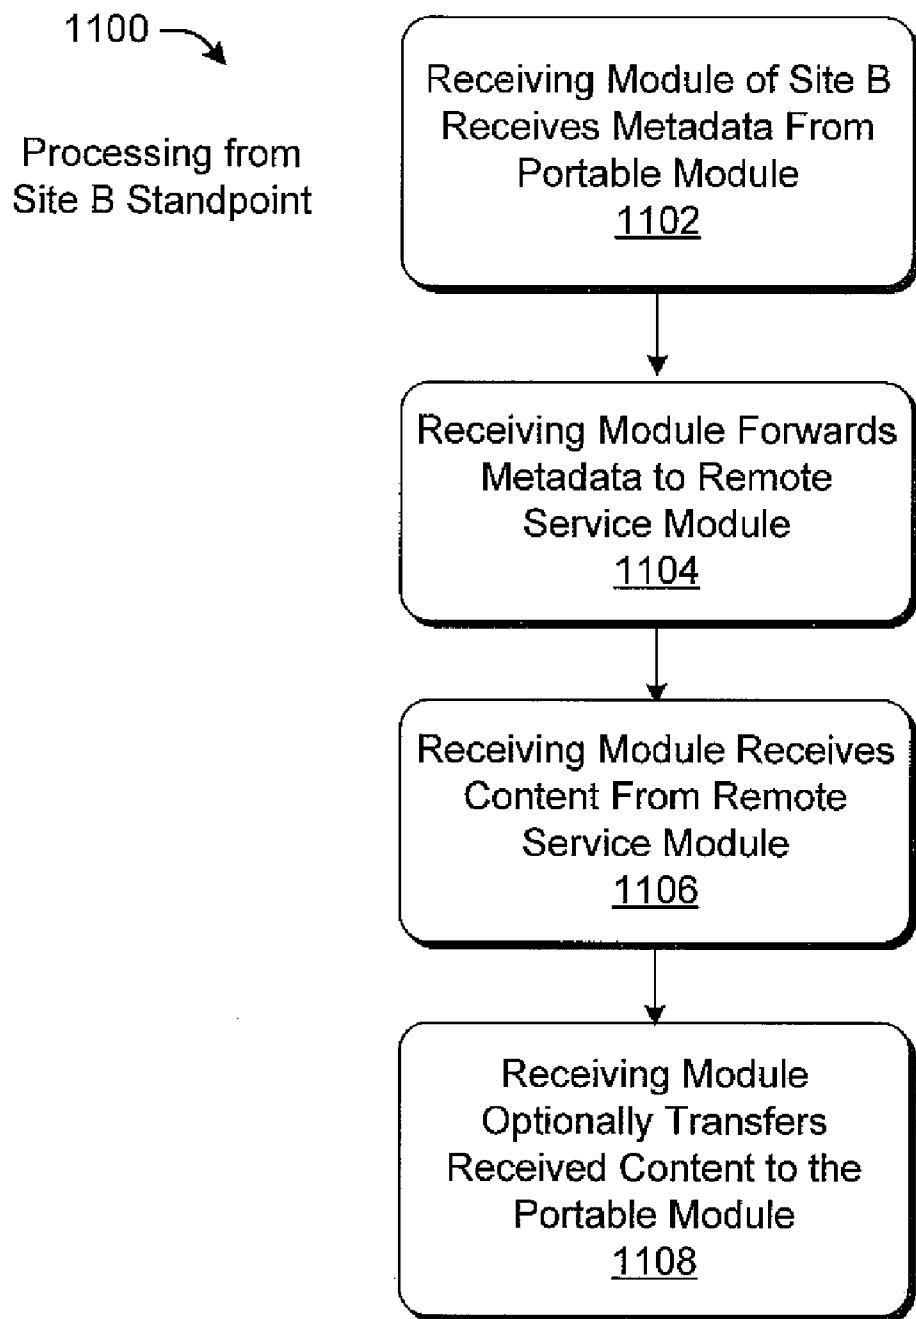 1100
Processing from
Site B Standpoint
Receiving Module of Site B
Receives Metadata From
Portable Module
1102
Receiving Module Forwards
Metadata to Remote
Service Module
1104
Receiving Module Receives
Content From Remote
Service Module
1106
Receiving Module
Optionally Transfers
Received Content to the
Portable Module
1108